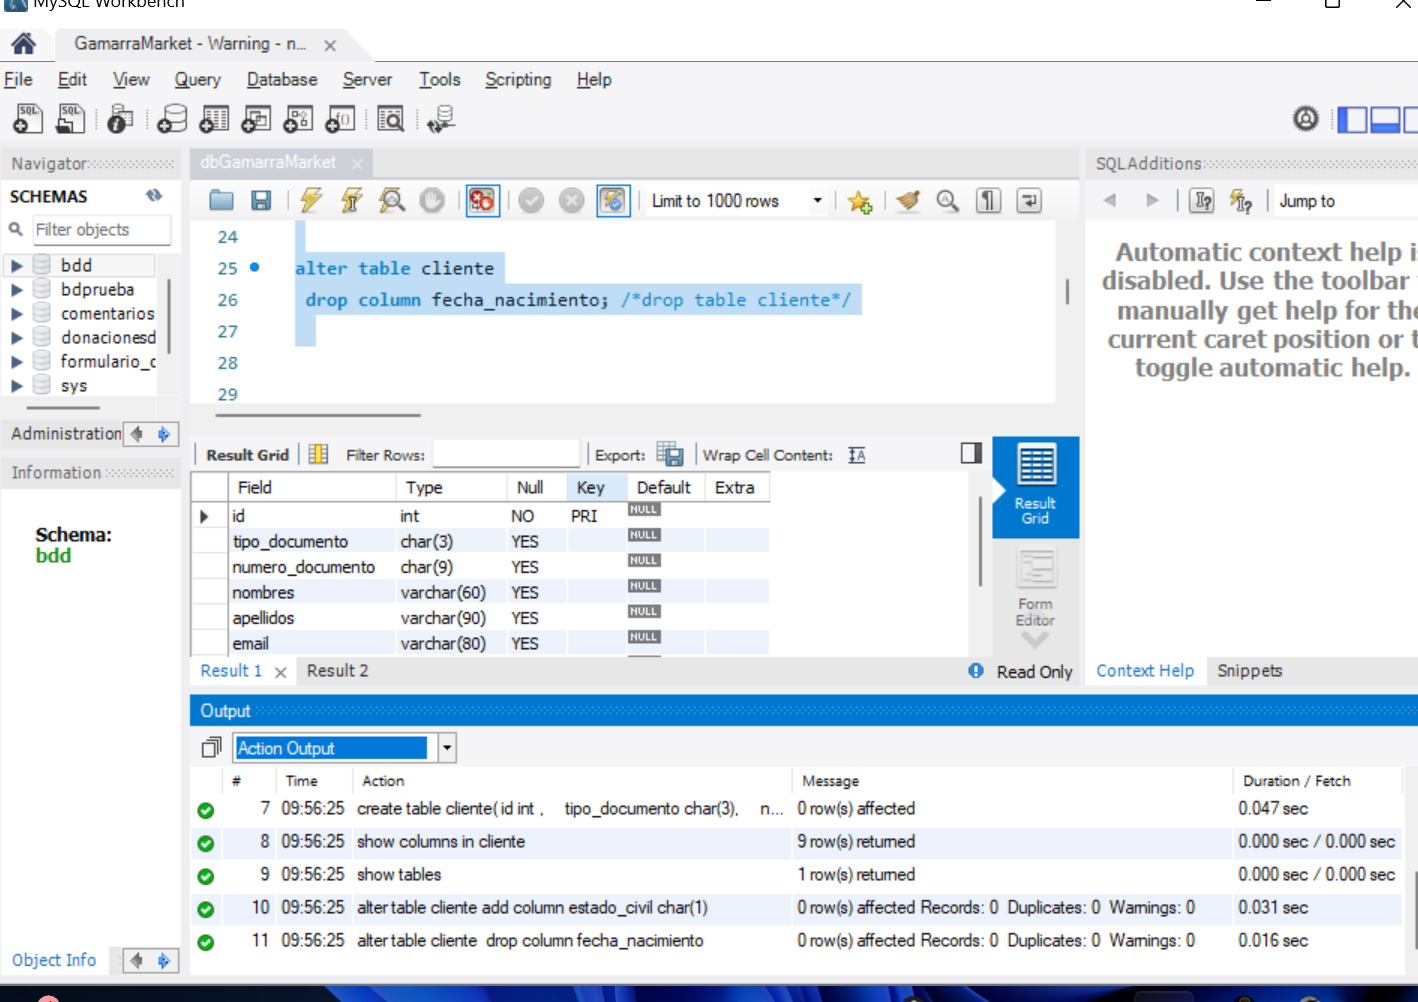 MySQL Workbench
GamarraMarket - Warning - n...
File Edit View Query Database Server Tools Scripting Help
Navigator
SCHEMAS
Filter objects
bdd
bdprueba
comentarios
donacionesd
formulario_c
sys
Administration
Information
Schema:
bdd
Object Info
dbGamarraMarket
Limit to 1000 rows
24
25 alter table cliente
26 drop column fecha_nacimiento; /*drop table cliente*/
27
28
29
Result Grid Filter Rows: Export: Wrap Cell Content:
Field Type Null Key Default Extra
id int NO PRI NULL
tipo_documento char(3) YES NULL
numero_documento char(9) YES NULL
nombres varchar(60) YES NULL
apellidos varchar(90) YES NULL
email varchar(80) YES NULL
Result
Grid
Form
Editor
Result 1 Result 2 Read Only
SQLAdditions
Jump to
Automatic context help is
disabled. Use the toolbar
manually get help for the
current caret position or t
toggle automatic help.
Context Help Snippets
Output
Action Output
# Time Action Message Duration / Fetch
7 09:56:25 create table cliente( id int , tipo_documento char(3), n... 0 row(s) affected 0.047 sec
8 09:56:25 show columns in cliente 9 row(s) returned 0.000 sec / 0.000 sec
9 09:56:25 show tables 1 row(s) returned 0.000 sec / 0.000 sec
10 09:56:25 alter table cliente add column estado_civil char(1) 0 row(s) affected Records: 0 Duplicates: 0 Warnings: 0 0.031 sec
11 09:56:25 alter table cliente drop column fecha_nacimiento 0 row(s) affected Records: 0 Duplicates: 0 Warnings: 0 0.016 sec